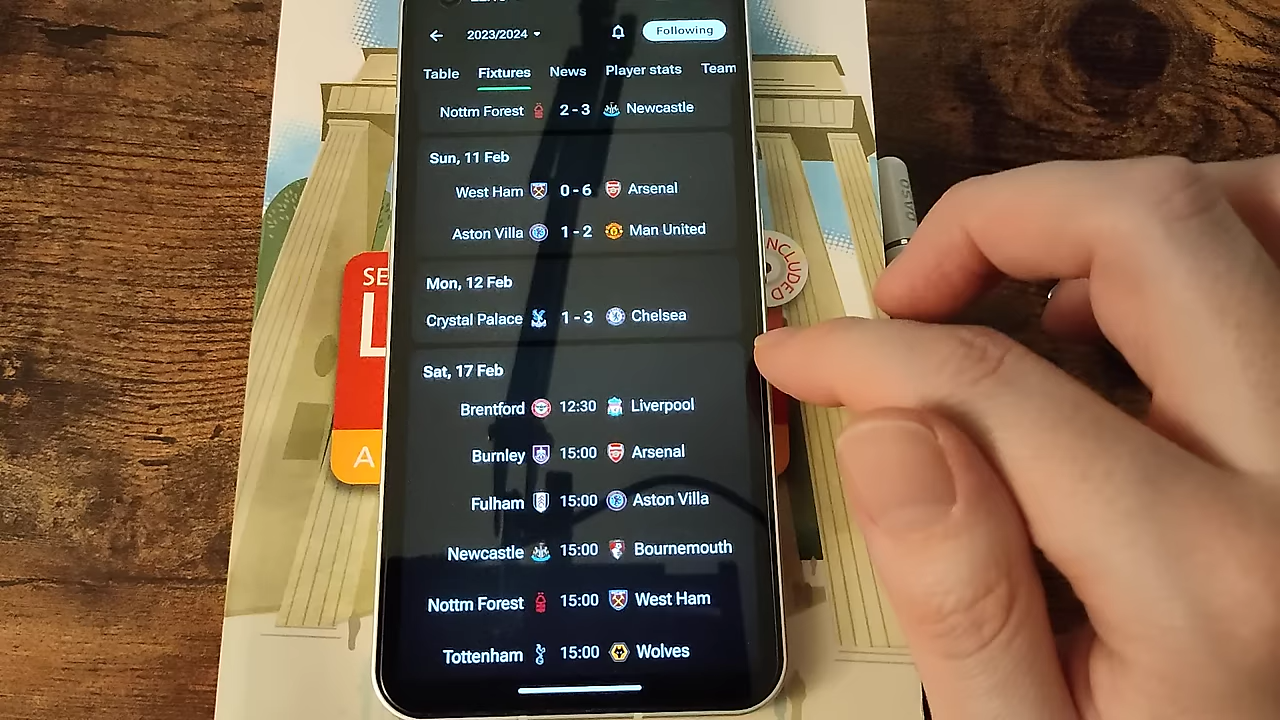 2023/2024
Following
Table Fixtures News Player stats Team
Nottm Forest 2 - 3 Newcastle
Sun, 11 Feb
West Ham 0 - 6 Arsenal
Aston Villa 1 - 2 Man United
Mon, 12 Feb
Crystal Palace 1 - 3 Chelsea
Sat, 17 Feb
Brentford 12:30 Liverpool
Burnley 15:00 Arsenal
Fulham 15:00 Aston Villa
Newcastle 15:00 Bournemouth
Nottm Forest 15:00 West Ham
Tottenham 15:00 Wolves
SE
L
A
INCLUDED